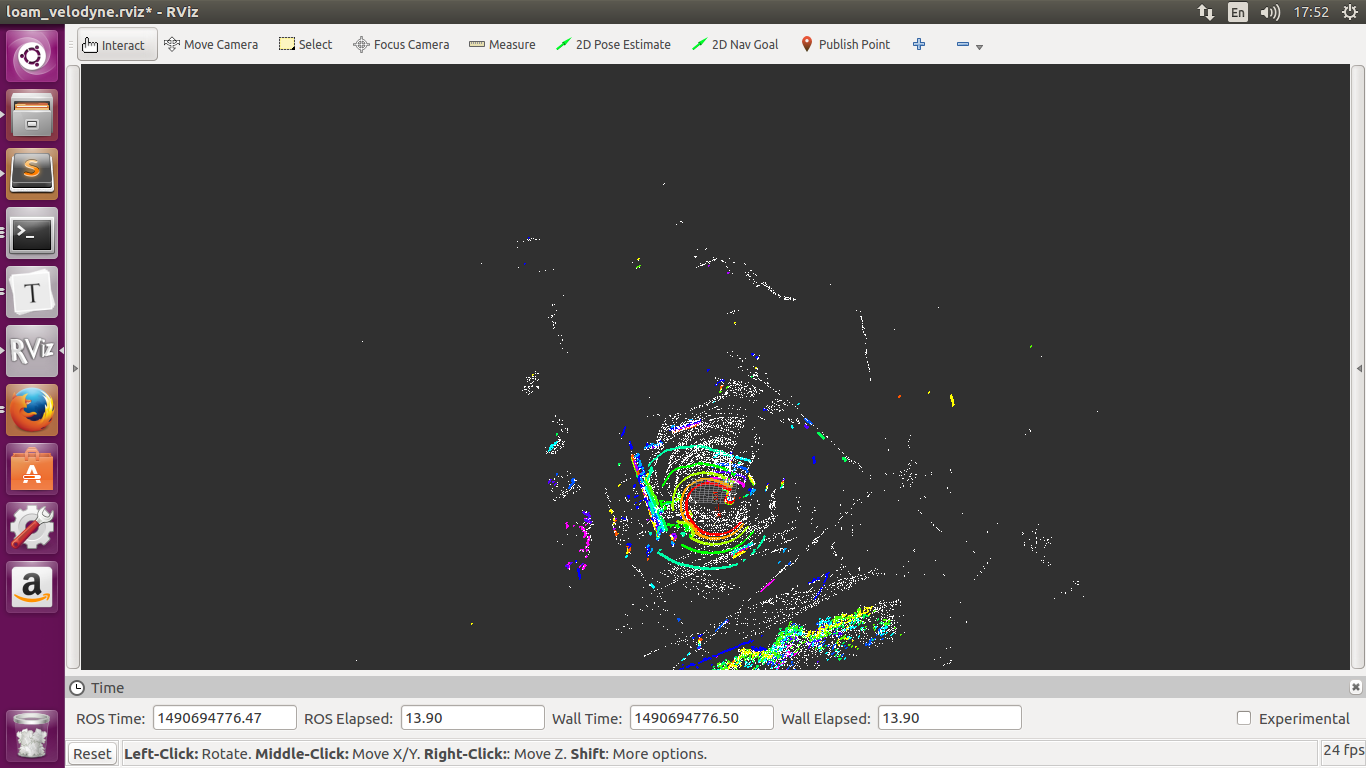 loam_velodyne.rviz* - RViz
En
17:52
Interact
Move Camera
Select
Focus Camera
Measure
2D Pose Estimate
2D Nav Goal
Publish Point
S
>_
T
RViz
A
a
Time
ROS Time: 1490694776.47 ROS Elapsed: 13.90 Wall Time: 1490694776.50 Wall Elapsed: 13.90 Experimental
Reset Left-Click: Rotate. Middle-Click: Move X/Y. Right-Click:: Move Z. Shift: More options. 24 fps